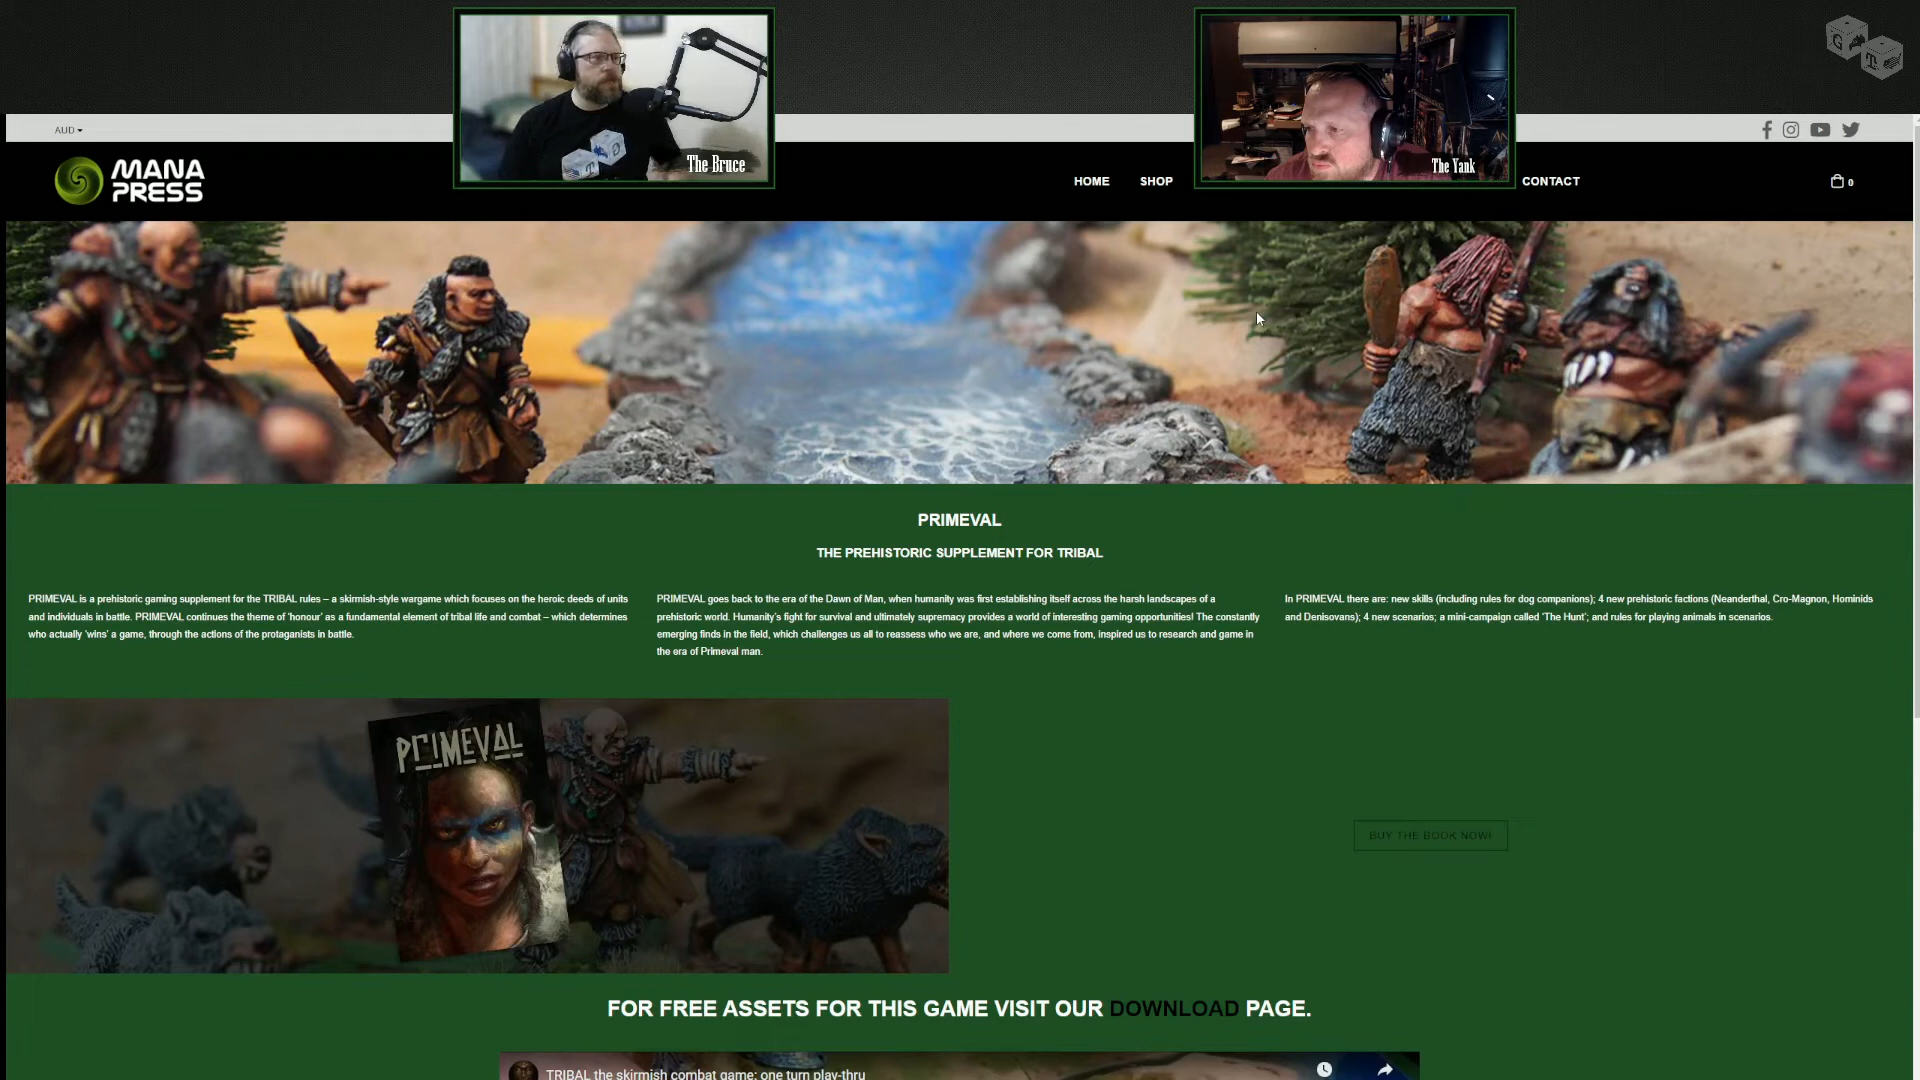 The Bruce
The Yank
G
T
AUD
MANA
PRESS
HOME
SHOP
CONTACT
0
PRIMEVAL
THE PREHISTORIC SUPPLEMENT FOR TRIBAL
PRIMEVAL is a prehistoric gaming supplement for the TRIBAL rules – a skirmish-style wargame which focuses on the heroic deeds of units
and individuals in battle. PRIMEVAL continues the theme of ‘honour’ as a fundamental element of tribal life and combat – which determines
who actually ‘wins’ a game, through the actions of the protaganists in battle.
PRIMEVAL goes back to the era of the Dawn of Man, when humanity was first establishing itself across the harsh landscapes of a
prehistoric world. Humanity’s fight for survival and ultimately supremacy provides a world of interesting gaming opportunities! The constantly
emerging finds in the field, which challenges us all to reassess who we are, and where we come from, inspired us to research and game in
the era of Primeval man.
In PRIMEVAL there are: new skills (including rules for dog companions); 4 new prehistoric factions (Neanderthal, Cro-Magnon, Hominids
and Denisovans); 4 new scenarios; a mini-campaign called ‘The Hunt’; and rules for playing animals in scenarios.
PRIMEVAL
BUY THE BOOK NOW!
FOR FREE ASSETS FOR THIS GAME VISIT OUR DOWNLOAD PAGE.
TRIBAL the skirmish combat game: one turn play-thru